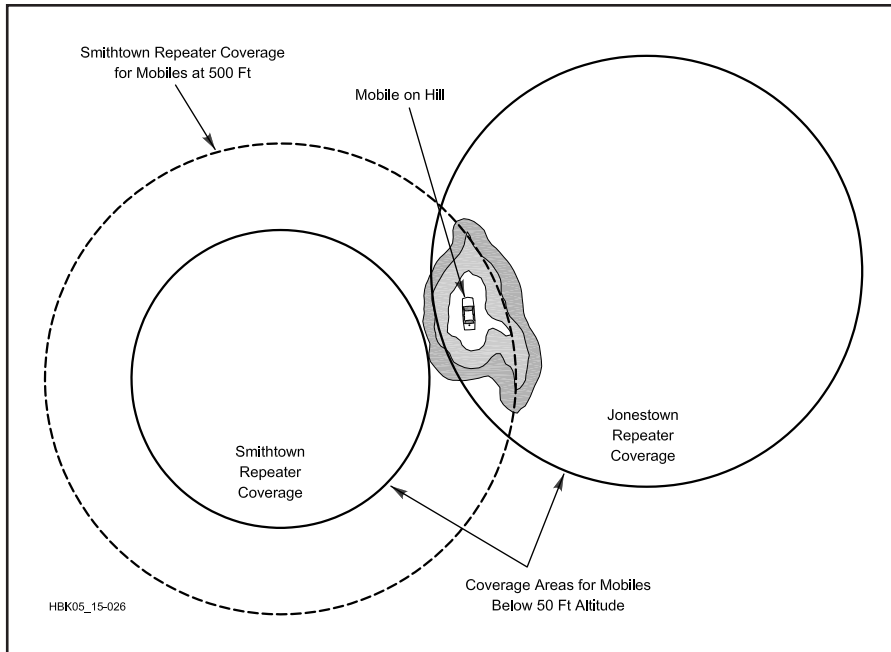 Smithtown Repeater Coverage
for Mobiles at 500 Ft
Mobile on Hill
Jonestown
Repeater
Coverage
Smithtown
Repeater
Coverage
Coverage Areas for Mobiles
Below 50 Ft Altitude
HBK05_15-026